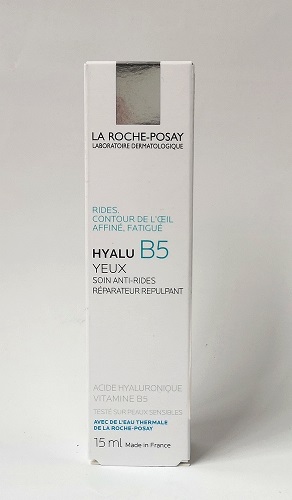 LA ROCHE-POSAY
LABORATOIRE DERMATOLOGIQUE
RIDES.
CONTOUR DE L'ŒIL
AFFINÉ, FATIGUÉ
HYALU B5
YEUX
SOIN ANTI-RIDES
RÉPARATEUR REPULPANT
ACIDE HYALURONIQUE
VITAMINE B5
TESTÉ SUR PEAUX SENSIBLES
AVEC DE L'EAU THERMALE
DE LA ROCHE-POSAY
15 ml Made in France